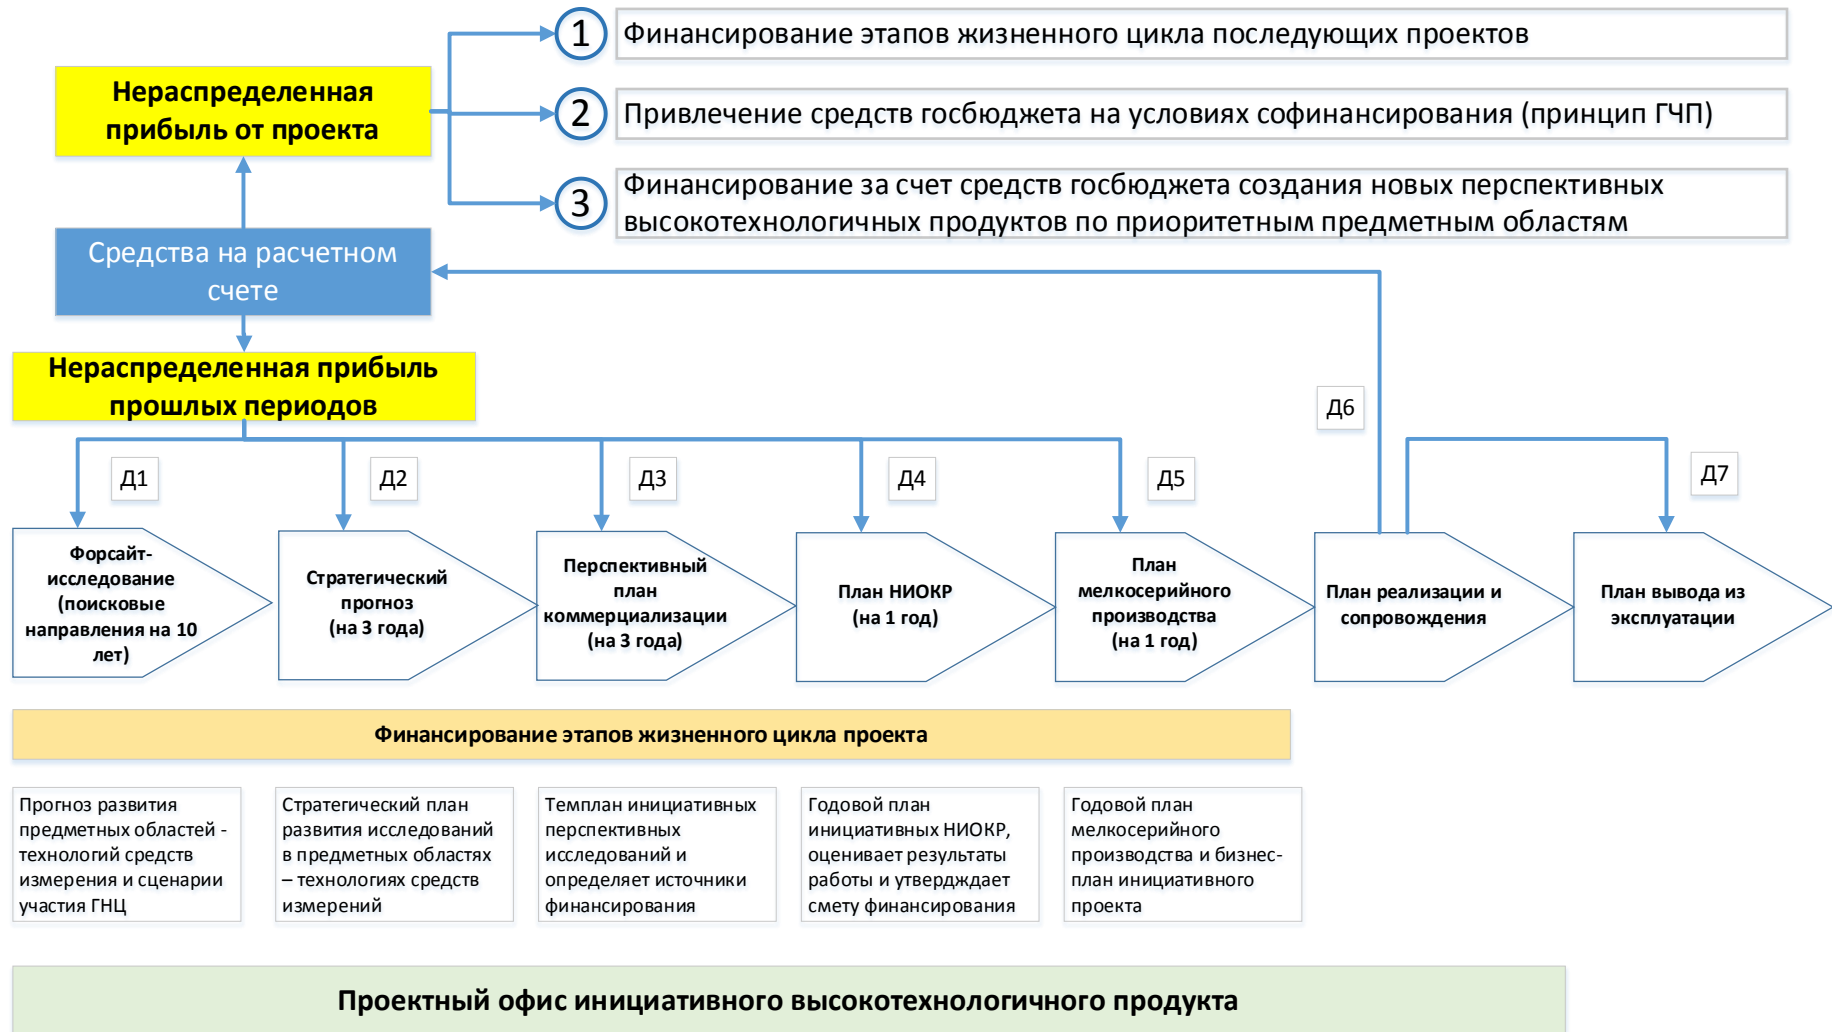 1
Финансирование этапов жизненного цикла последующих проектов
Нераспределенная
прибыль от проекта
2
Привлечение средств госбюджета на условиях софинансирования (принцип ГЧП)
3
Финансирование за счет средств госбюджета создания новых перспективных
высокотехнологичных продуктов по приоритетным предметным областям
Средства на расчетном
счете
Нераспределенная прибыль
прошлых периодов
Д1
Д2
Д3
Д4
Д5
Д6
Д7
Форсайт-
исследование
(поисковые
направления на 10
лет)
Стратегический
прогноз
(на 3 года)
Перспективный
план
коммерциализации
(на 3 года)
План НИОКР
(на 1 год)
План
мелкосерийного
производства
(на 1 год)
План реализации и
сопровождения
План вывода из
эксплуатации
Финансирование этапов жизненного цикла проекта
Прогноз развития
предметных областей -
технологий средств
измерения и сценарии
участия ГНЦ
Стратегический план
развития исследований
в предметных областях
– технологиях средств
измерений
Темплан инициативных
перспективных
исследований и
определяет источники
финансирования
Годовой план
инициативных НИОКР,
оценивает результаты
работы и утвердждает
смету финансирования
Годовой план
мелкосерийного
производства и бизнес-
план инициативного
проекта
Проектный офис инициативного высокотехнологичного продукта